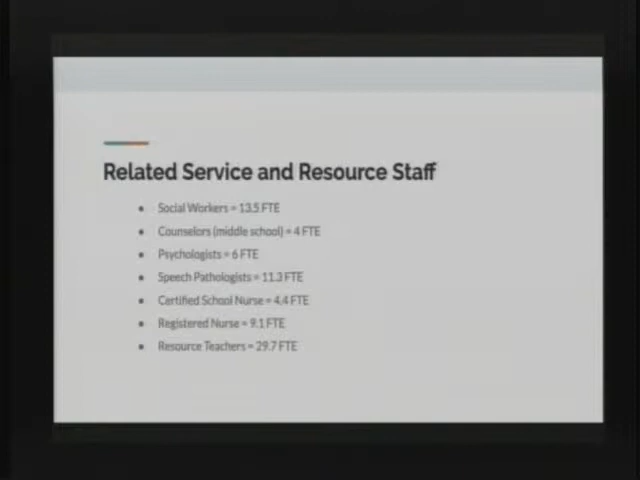 Related Service and Resource Staff
• Social Workers = 13.5 FTE
• Counselors (middle school) = 4 FTE
• Psychologists = 6 FTE
• Speech Pathologists = 11.3 FTE
• Certified School Nurse = 4.4 FTE
• Registered Nurse = 9.1 FTE
• Resource Teachers = 29.7 FTE